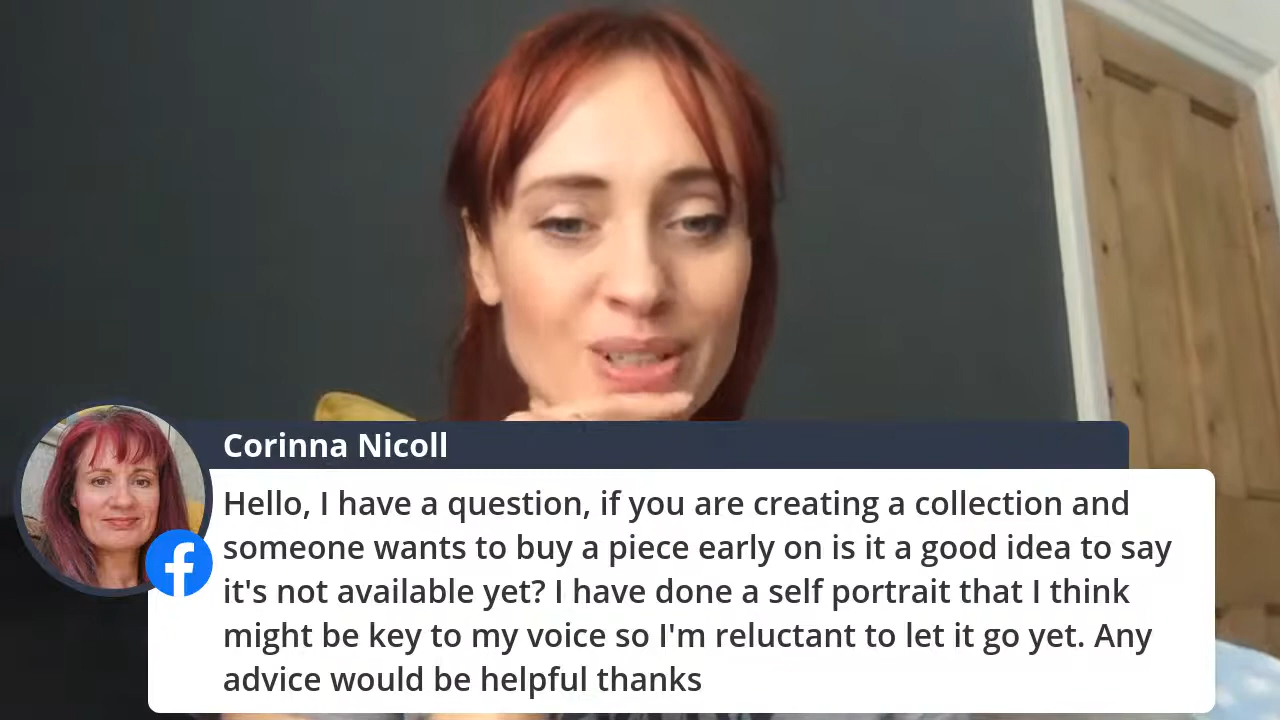 Corinna Nicoll
Hello, I have a question, if you are creating a collection and
someone wants to buy a piece early on is it a good idea to say
it's not available yet? I have done a self portrait that I think
might be key to my voice so I'm reluctant to let it go yet. Any
advice would be helpful thanks